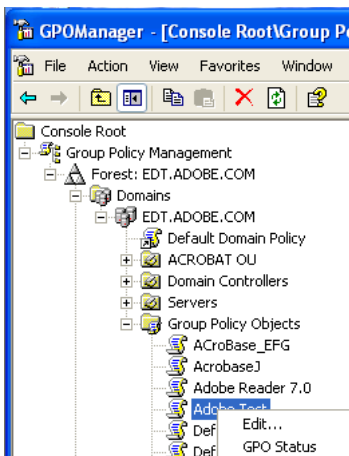 GPOManager - [Console Root\Group P
File Action View Favorites Window
Console Root
Group Policy Management
Forest: EDT.ADOBE.COM
Domains
EDT.ADOBE.COM
Default Domain Policy
ACROBAT OU
Domain Controllers
Servers
Group Policy Objects
ACroBase_EFG
AcrobaseJ
Adobe Reader 7.0
Adobe Test
Edit...
Def
GPO Status
Def